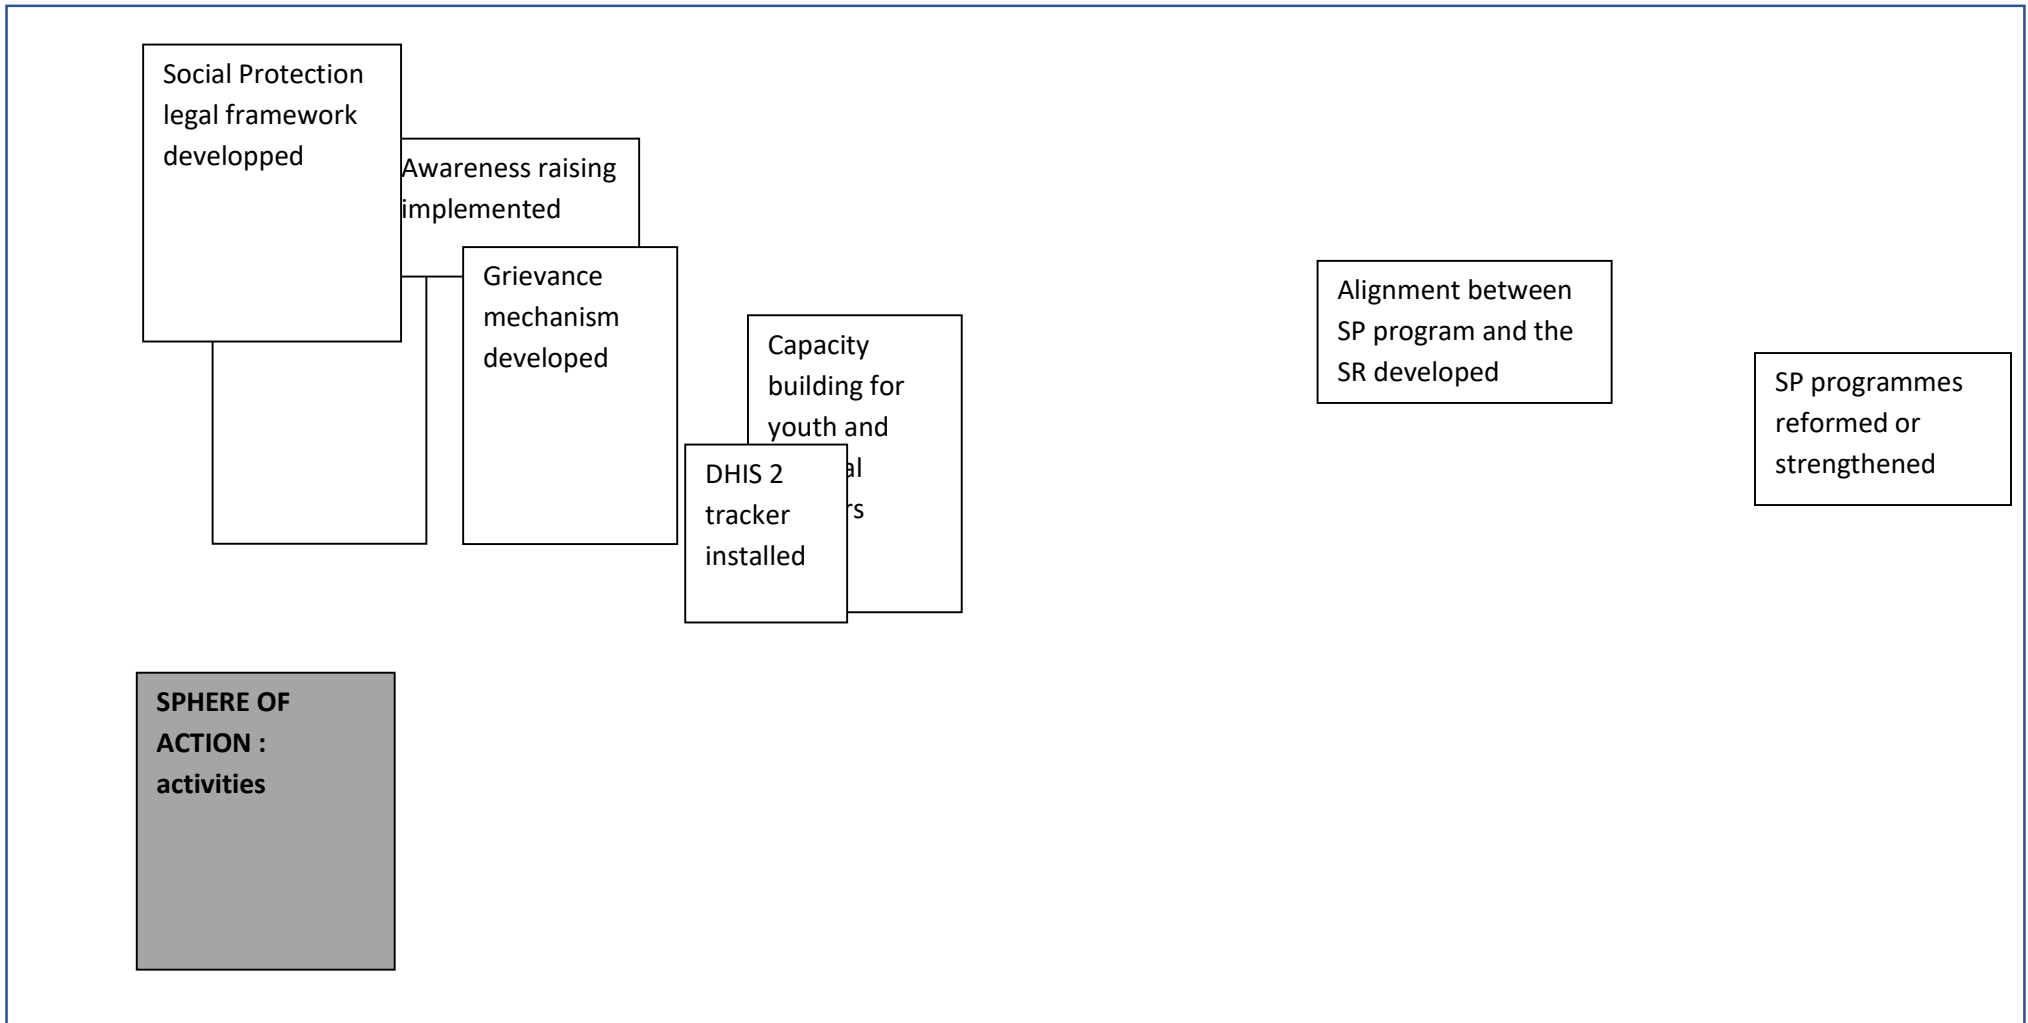 Social Protection
legal framework
developped
Awareness raising
implemented
Grievance
mechanism
developed
Capacity
building for
youth and
DHIS 2
tracker
installed
Alignment between
SP program and the
SR developed
SP programmes
reformed or
strengthened
SPHERE OF
ACTION :
activities